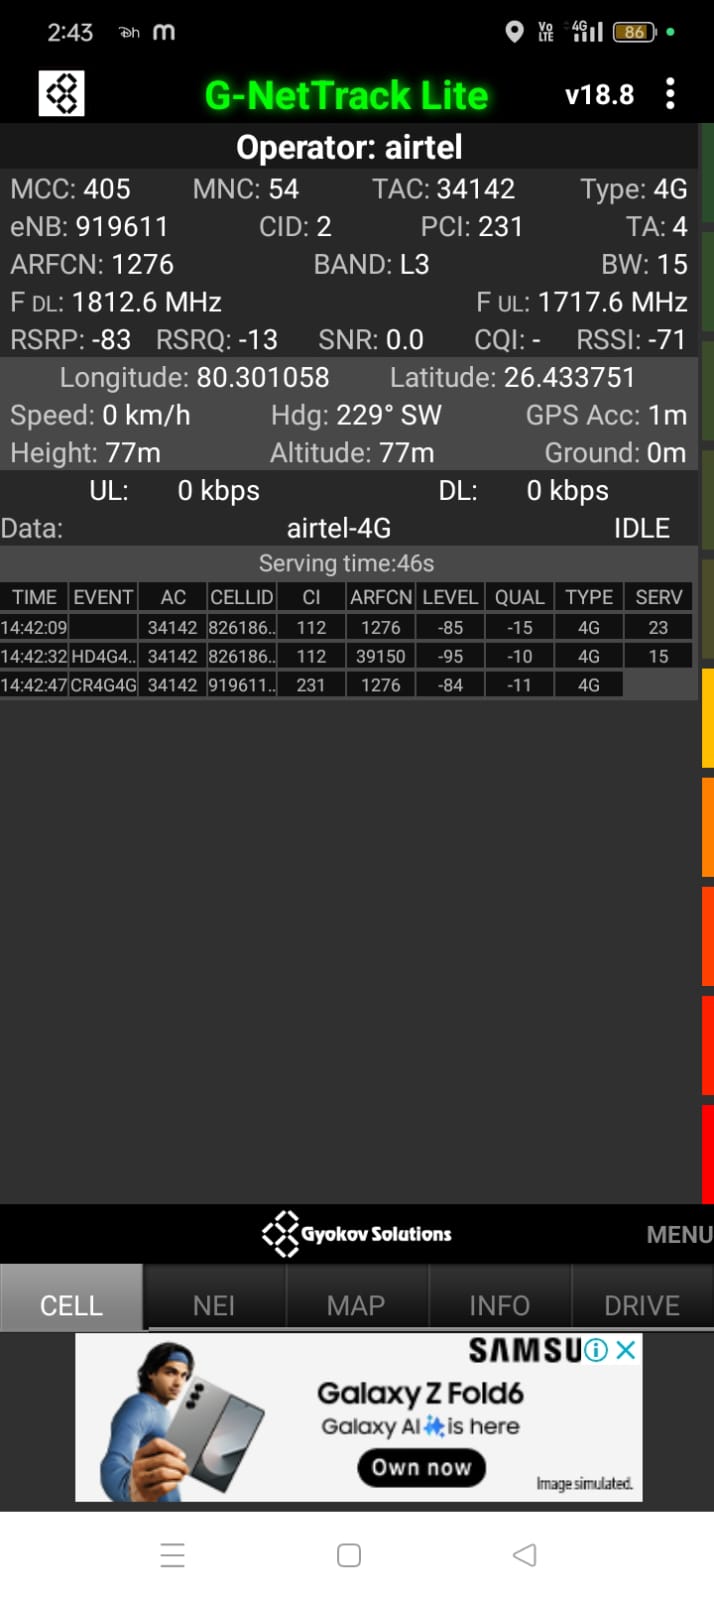 2:43 m Vo LTE 4G 86
G-NetTrack Lite v18.8
Operator: airtel
MCC: 405 MNC: 54 TAC: 34142 Type: 4G
eNB: 919611 CID: 2 PCI: 231 TA: 4
ARFCN: 1276 BAND: L3 BW: 15
F DL: 1812.6 MHz F UL: 1717.6 MHz
RSRP: -83 RSRQ: -13 SNR: 0.0 CQI: - RSSI: -71
Longitude: 80.301058 Latitude: 26.433751
Speed: 0 km/h Hdg: 229° SW GPS Acc: 1m
Height: 77m Altitude: 77m Ground: 0m
UL: 0 kbps DL: 0 kbps
Data: airtel-4G IDLE
Serving time:46s
TIME EVENT AC CELLID CI ARFCN LEVEL QUAL TYPE SERV
14:42:09 34142 826186.. 112 1276 -85 -15 4G 23
14:42:32 HD4G4.. 34142 826186.. 112 39150 -95 -10 4G 15
14:42:47 CR4G4G 34142 919611.. 231 1276 -84 -11 4G
Gyokov Solutions MENU
CELL NEI MAP INFO DRIVE
SAMSU
Galaxy Z Fold6
Galaxy AI is here
Own now
Image simulated.